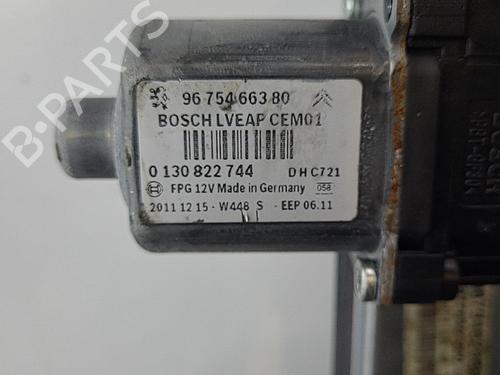 96 754 663 80
BOSCH LVEAP CEM01
0 130 822 744 DHC721
FPG 12V Made in Germany 058
2011 12 15 - W448 S - EEP 06.11
B-PARTS